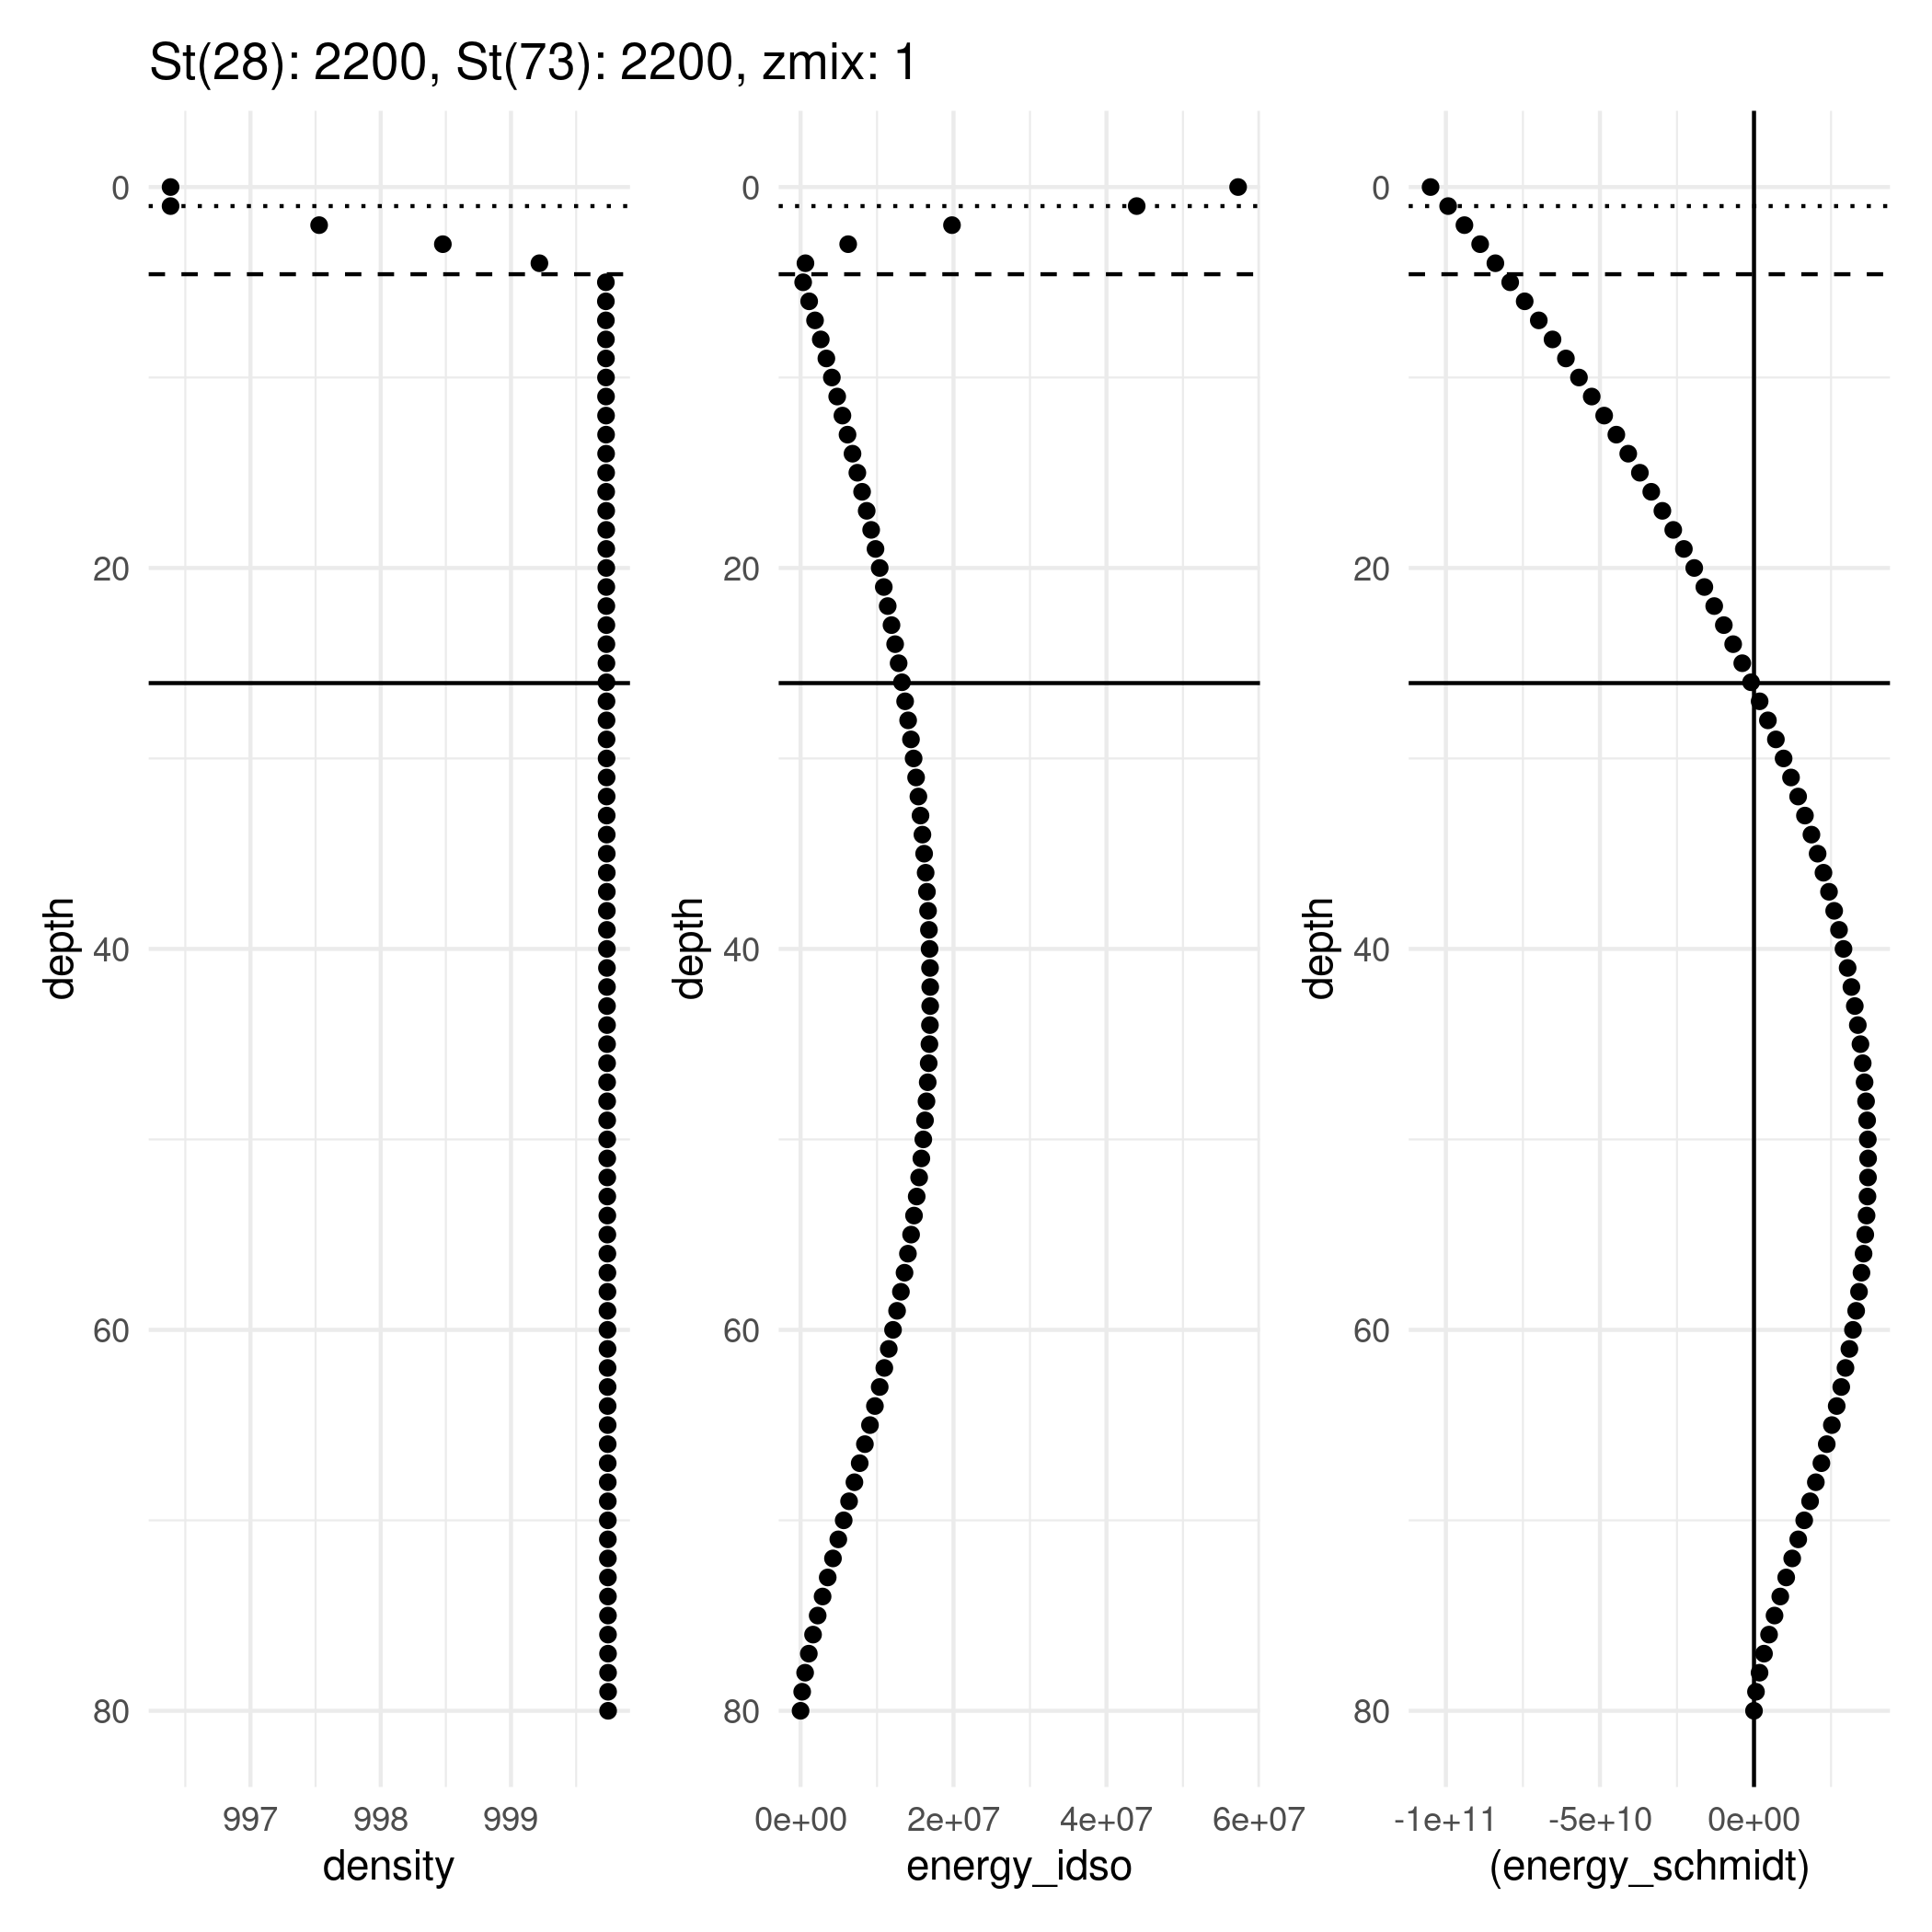 St(28): 2200, St(73): 2200, zmix: 1
depth
0
20
40
60
80
997 998 999
density
depth
0
20
40
60
80
0e+00 2e+07 4e+07 6e+07
energy_idso
depth
0
20
40
60
80
-1e+11 -5e+10 0e+00
(energy_schmidt)